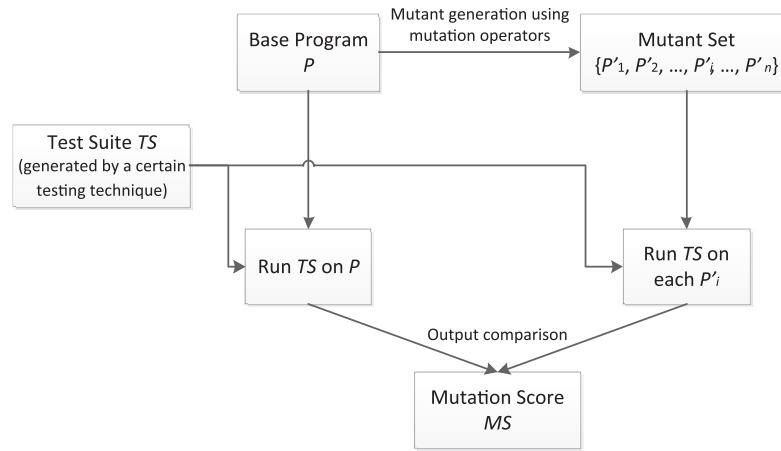 Base Program
P
Mutant generation using
mutation operators
Mutant Set
{P'1, P'2, ..., P'i, ..., P'n}
Test Suite TS
(generated by a certain
testing technique)
Run TS on P
Run TS on
each P'i
Output comparison
Mutation Score
MS